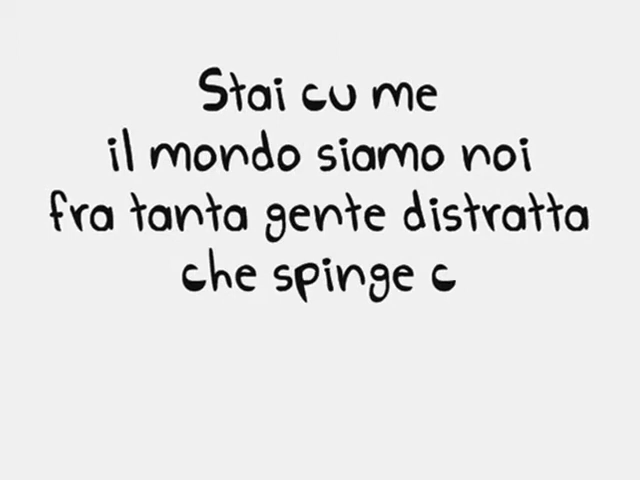 Stai cu me
il mondo siamo noi
fra tanta gente distratta
che spinge c